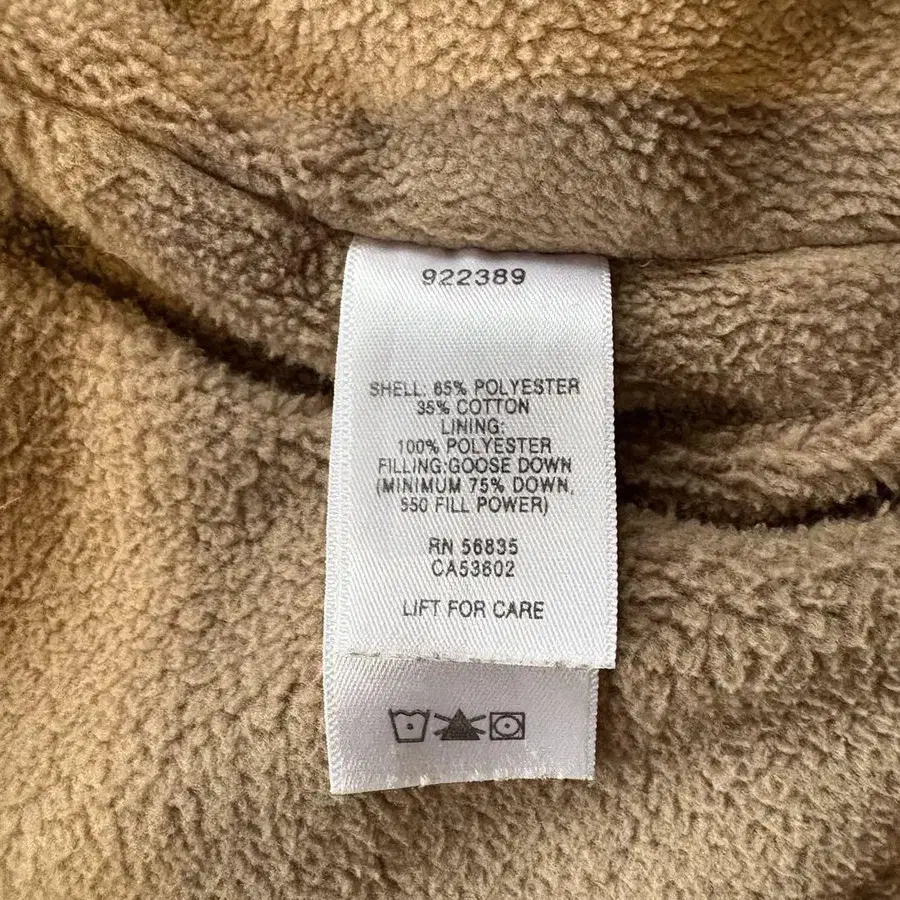 922389
SHELL: 65% POLYESTER
35% COTTON
LINING:
100% POLYESTER
FILLING:GOOSE DOWN
(MINIMUM 75% DOWN,
550 FILL POWER)
RN 56835
CA53602
LIFT FOR CARE